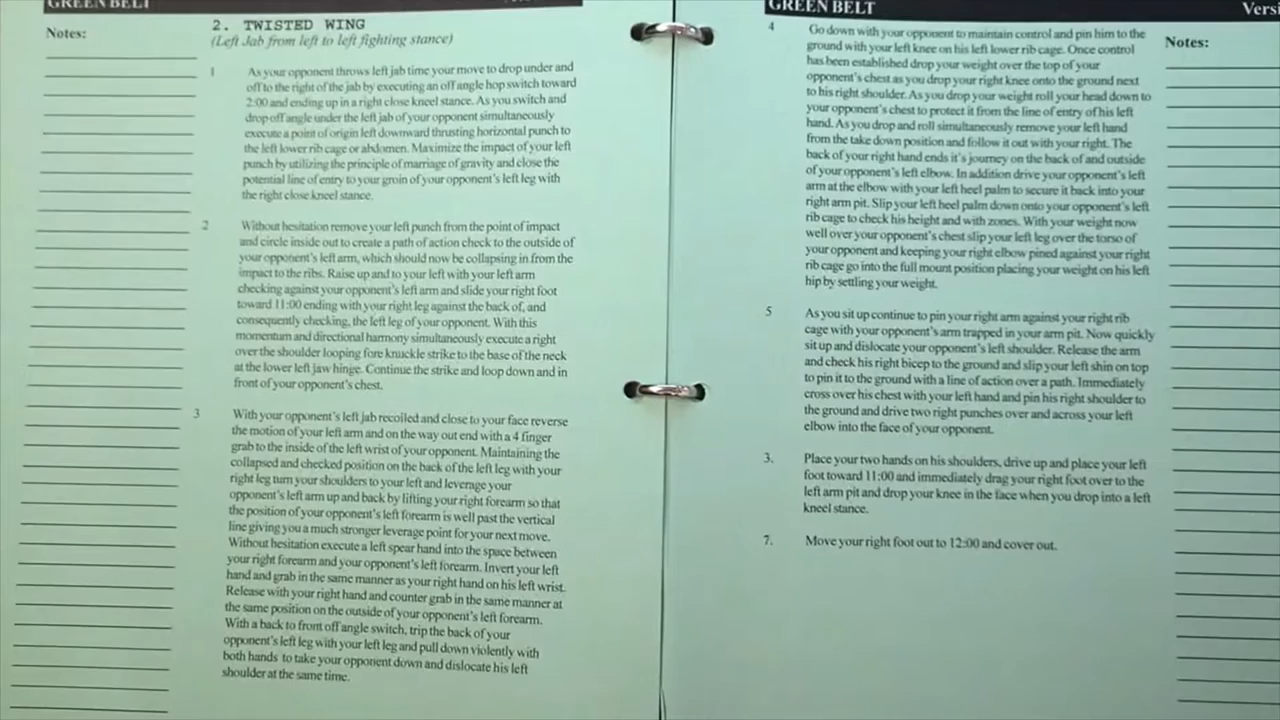 GREEN BELT
Notes:
2. TWISTED WING
(Left Jab from left to left fighting stance)
1 As your opponent throws left jab time your move to drop under and
off to the right of the jab by executing an off angle hop switch toward
2:00 and ending up in a right close kneel stance. As you switch and
drop off angle under the left jab of your opponent simultaneously
execute a point of origin left downward thrusting horizontal punch to
the left lower rib cage or abdomen. Maximize the impact of your left
punch by utilizing the principle of marriage of gravity and close the
potential line of entry to your groin of your opponent's left leg with
the right close kneel stance.
2 Without hesitation remove your left punch from the point of impact
and circle inside out to create a path of action check to the outside of
your opponent's left arm, which should now be collapsing in from the
impact to the ribs. Raise up and to your left with your left arm
checking against your opponent's left arm and slide your right foot
toward 11:00 ending with your right leg against the back of, and
consequently checking, the left leg of your opponent. With this
momentum and directional harmony simultaneously execute a right
over the shoulder looping fore knuckle strike to the base of the neck
at the lower left jaw hinge. Continue the strike and loop down and in
front of your opponent's chest.
3 With your opponent's left jab recoiled and close to your face reverse
the motion of your left arm and on the way out end with a 4 finger
grab to the inside of the left wrist of your opponent. Maintaining the
collapsed and checked position on the back of the left leg with your
right leg turn your shoulders to your left and leverage your
opponent's left arm up and back by lifting your right forearm so that
the position of your opponent's left forearm is well past the vertical
line giving you a much stronger leverage point for your next move.
Without hesitation execute a left spear hand into the space between
your right forearm and your opponent's left forearm. Invert your left
hand and grab in the same manner as your right hand on his left wrist.
Release with your right hand and counter grab in the same manner at
the same position on the outside of your opponent's left forearm.
With a back to front off angle switch, trip the back of your
opponent's left leg with your left leg and pull down violently with
both hands to take your opponent down and dislocate his left
shoulder at the same time.
GREEN BELT
Versi
Notes:
4 Go down with your opponent to maintain control and pin him to the
ground with your left knee on his left lower rib cage. Once control
has been established drop your weight over the top of your
opponent's chest as you drop your right knee onto the ground next
to his right shoulder. As you drop your weight roll your head down to
your opponent's chest to protect it from the line of entry of his left
hand. As you drop and roll simultaneously remove your left hand
from the take down position and follow it out with your right. The
back of your right hand ends it's journey on the back of and outside
of your opponent's left elbow. In addition drive your opponent's left
arm at the elbow with your left heel palm to secure it back into your
right arm pit. Slip your left heel palm down onto your opponent's left
rib cage to check his height and with zones. With your weight now
well over your opponent's chest slip your left leg over the torso of
your opponent and keeping your right elbow pined against your right
rib cage go into the full mount position placing your weight on his left
hip by settling your weight.
5 As you sit up continue to pin your right arm against your right rib
cage with your opponent's arm trapped in your arm pit. Now quickly
sit up and dislocate your opponent's left shoulder. Release the arm
and check his right bicep to the ground and slip your left shin on top
to pin it to the ground with a line of action over a path. Immediately
cross over his chest with your left hand and pin his right shoulder to
the ground and drive two right punches over and across your left
elbow into the face of your opponent.
3. Place your two hands on his shoulders, drive up and place your left
foot toward 11:00 and immediately drag your right foot over to the
left arm pit and drop your knee in the face when you drop into a left
kneel stance.
7. Move your right foot out to 12:00 and cover out.